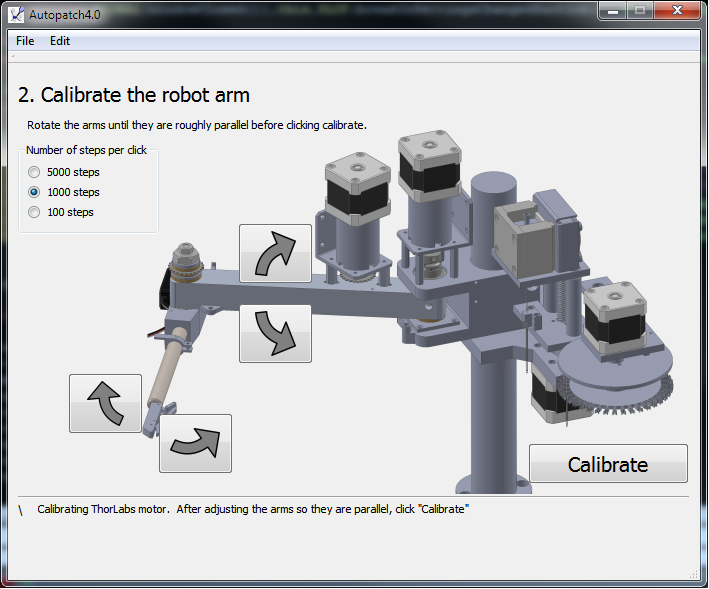 Autopatch4.0
File Edit
2. Calibrate the robot arm
Rotate the arms until they are roughly parallel before clicking calibrate.
Number of steps per click
5000 steps
1000 steps
100 steps
Calibrate
\ Calibrating ThorLabs motor. After adjusting the arms so they are parallel, click "Calibrate"